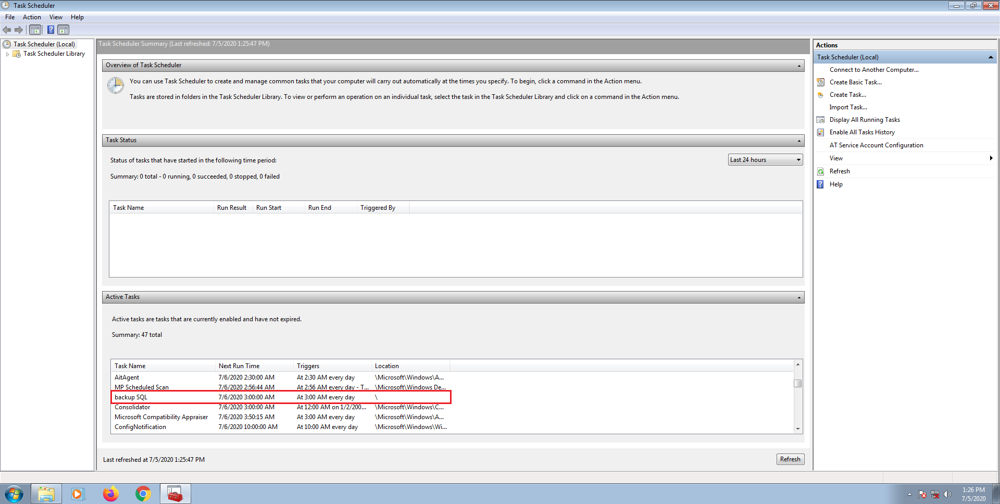 Task Scheduler
File Action View Help
Task Scheduler (Local)
Task Scheduler Library
Task Scheduler Summary (Last refreshed: 7/5/2020 1:25:47 PM)
Overview of Task Scheduler
You can use Task Scheduler to create and manage common tasks that your computer will carry out automatically at the times you specify. To begin, click a command in the Action menu.
Tasks are stored in folders in the Task Scheduler Library. To view or perform an operation on an individual task, select the task in the Task Scheduler Library and click on a command in the Action menu.
Task Status
Status of tasks that have started in the following time period:
Last 24 hours
Summary: 0 total - 0 running, 0 succeeded, 0 stopped, 0 failed
Task Name Run Result Run Start Run End Triggered By
Active Tasks
Active tasks are tasks that are currently enabled and have not expired.
Summary: 47 total
Task Name Next Run Time Triggers Location
AitAgent 7/6/2020 2:30:00 AM At 2:30 AM every day \Microsoft\Windows\A...
MP Scheduled Scan 7/6/2020 2:56:44 AM At 2:56 AM every day - T... \Microsoft\Windows De...
backup SQL 7/6/2020 3:00:00 AM At 3:00 AM every day \
Consolidator 7/6/2020 3:00:00 AM At 12:00 AM on 1/2/200... \Microsoft\Windows\C...
Microsoft Compatibility Appraiser 7/6/2020 3:50:15 AM At 3:00 AM every day \Microsoft\Windows\A...
ConfigNotification 7/6/2020 10:00:00 AM At 10:00 AM every day \Microsoft\Windows\Wi...
Last refreshed at 7/5/2020 1:25:47 PM
Refresh
Actions
Task Scheduler (Local)
Connect to Another Computer...
Create Basic Task...
Create Task...
Import Task...
Display All Running Tasks
Enable All Tasks History
AT Service Account Configuration
View
Refresh
Help
1:26 PM
7/5/2020